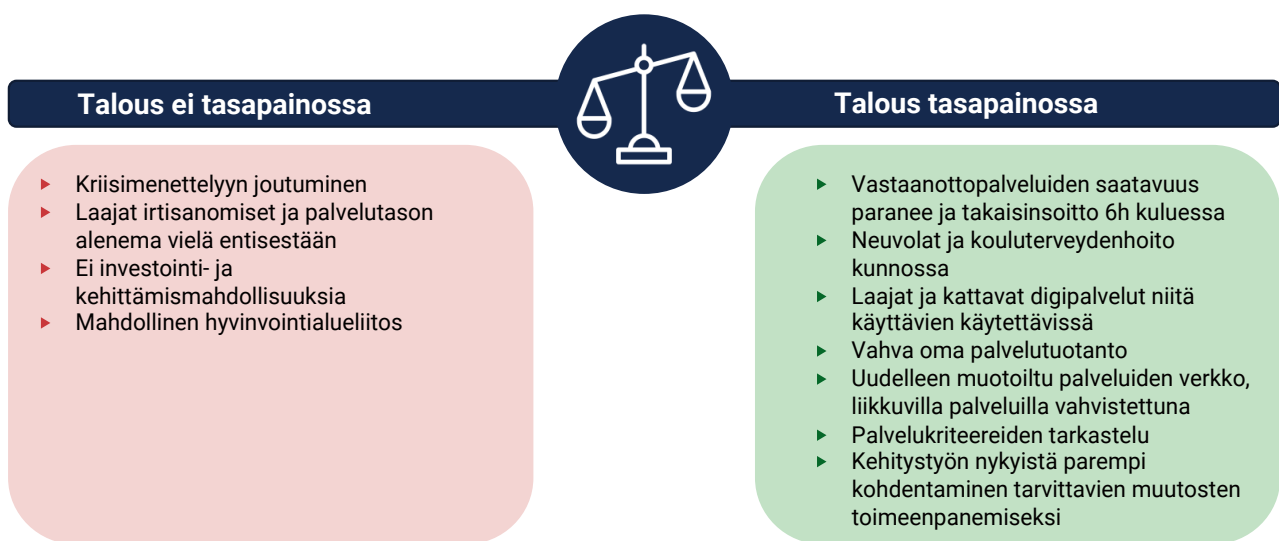 Talous ei tasapainossa
Kriisimenettelyyn joutuminen
Laajat irtisanomiset ja palvelutason
alenema vielä entisestään
Ei investointi- ja
kehittämismahdollisuuksia
Mahdollinen hyvinvointialueliitos
Talous tasapainossa
Vastaanottopalveluiden saatavuus
paranee ja takaisinsoitto 6h kuluessa
Neuvolat ja kouluterveydenhoito
kunnossa
Laajat ja kattavat digipalvelut niitä
käyttävien käytettävissä
Vahva oma palvelutuotanto
Uudelleen muotoiltu palveluiden verkko,
liikkuvilla palveluilla vahvistettuna
Palvelukriteereiden tarkastelu
Kehitystyön nykyistä parempi
kohdentaminen tarvittavien muutosten
toimeenpanemiseksi